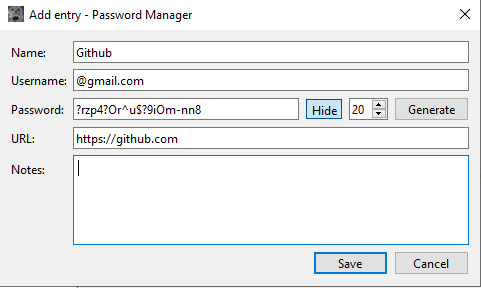 Add entry - Password Manager
Name: Github
Username: @gmail.com
Password: ?rzp4?Or^u$?9iOm-nn8 Hide 20 Generate
URL: https://github.com
Notes:
Save Cancel